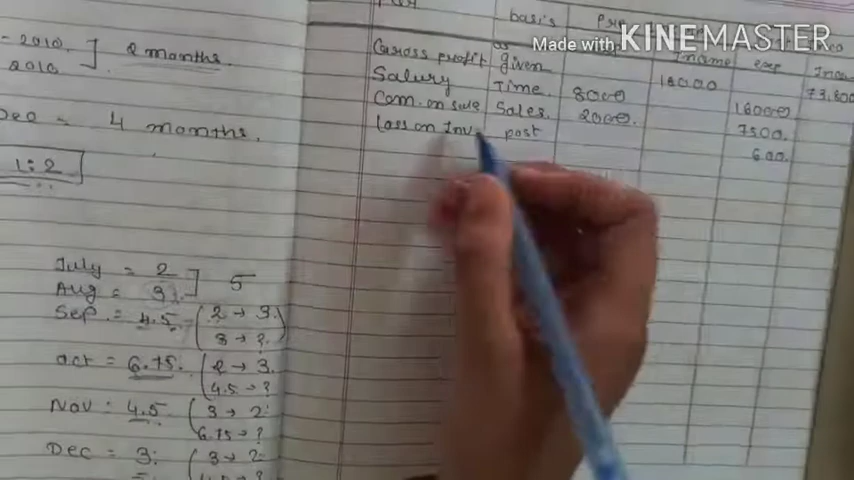 - 2010. ] 2 months.
2010
Dec = 4 months.
1:2
July = 2 ] 5
Aug = 3
Sep = 4.5 ( 2 → 3.
3 → ?
oct = 6.75. ( 2 → 3.
4.5 → ?
Nov = 4.5 ( 3 → 2
6.75 → ?
Dec = 3. ( 3 → 2
basis
Made with KINEMASTER
Income exp
Gross profit given 18000 73,800
Salary Time. 8000 16000
Com. on sale Sales. 2000. 7500.
Loss on Inv post 600.